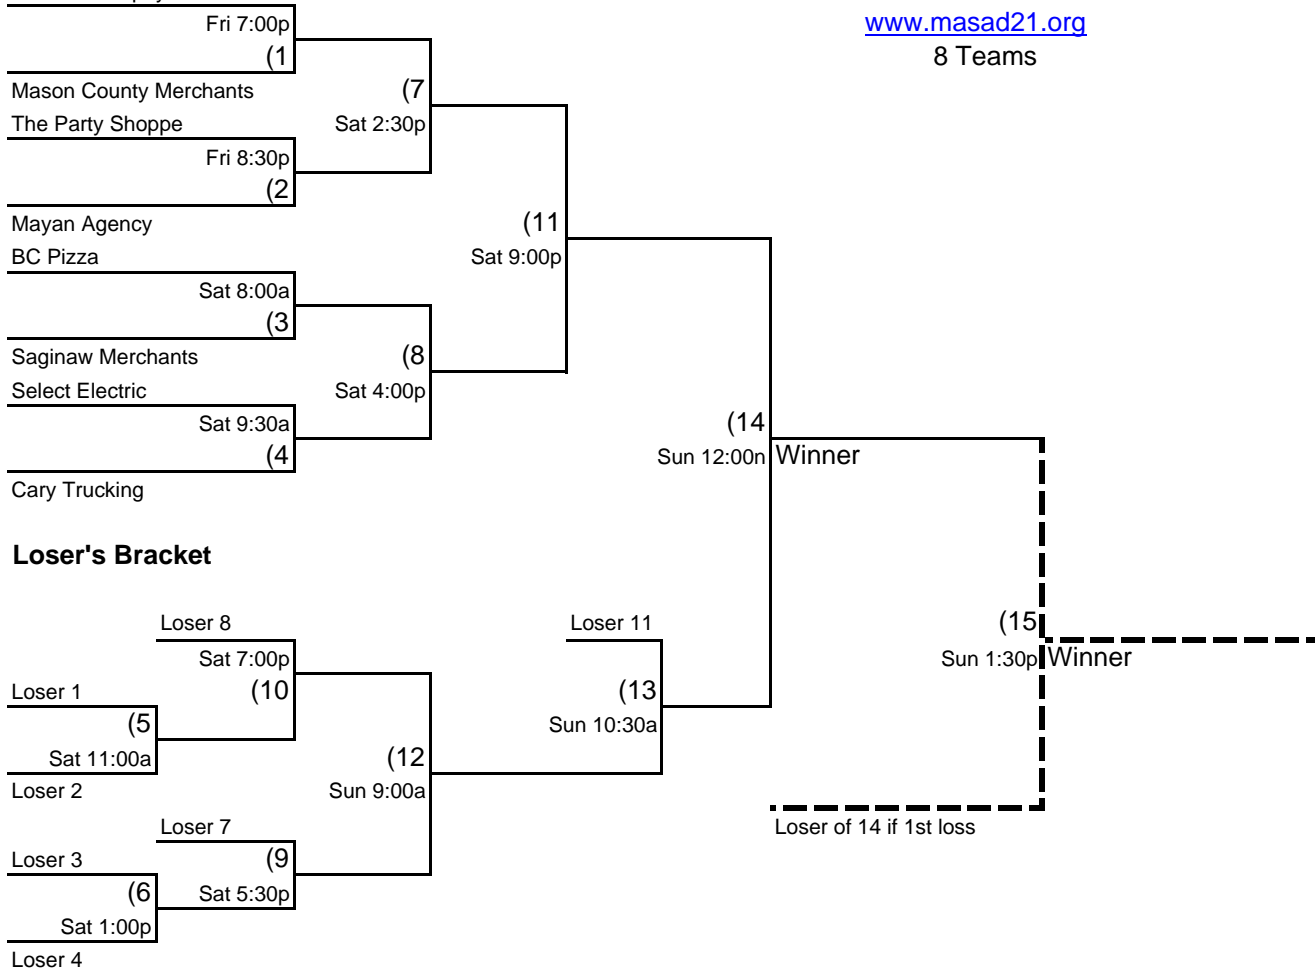 www.masad21.org
8 Teams
Fri 7:00p
(1
Mason County Merchants
(7
The Party Shoppe
Sat 2:30p
Fri 8:30p
(2
Mayan Agency
(11
BC Pizza
Sat 9:00p
Sat 8:00a
(3
Saginaw Merchants
(8
Select Electric
Sat 4:00p
Sat 9:30a
(14
(4
Sun 12:00n
Winner
Cary Trucking
Loser's Bracket
Loser 8
Loser 11
(15
Sat 7:00p
Sun 1:30p
Winner
Loser 1
(10
(13
(5
Sun 10:30a
Sat 11:00a
(12
Loser 2
Sun 9:00a
Loser 7
Loser of 14 if 1st loss
Loser 3
(9
(6
Sat 5:30p
Sat 1:00p
Loser 4